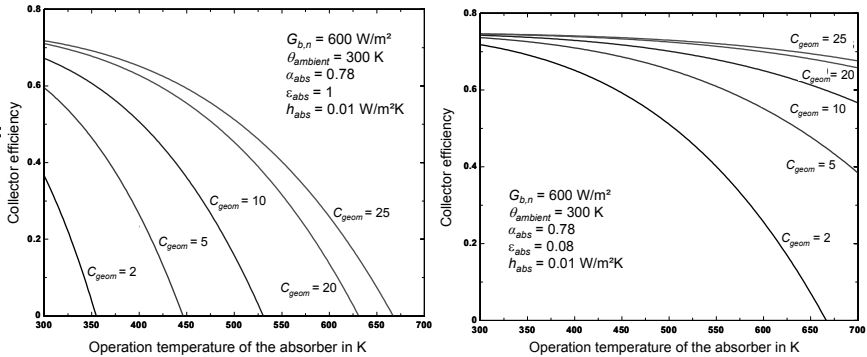 Collector efficiency
0.8
0.6
0.4
0.2
0
300 350 400 450 500 550 600 650 700
Operation temperature of the absorber in K
G_b,n = 600 W/m²
θ_ambient = 300 K
α_abs = 0.78
ε_abs = 1
h_abs = 0.01 W/m²K
C_geom = 2
C_geom = 5
C_geom = 10
C_geom = 20
C_geom = 25
Collector efficiency
0.8
0.6
0.4
0.2
0
300 350 400 450 500 550 600 650 700
Operation temperature of the absorber in K
C_geom = 25
C_geom = 20
C_geom = 10
C_geom = 5
C_geom = 2
G_b,n = 600 W/m²
θ_ambient = 300 K
α_abs = 0.78
ε_abs = 0.08
h_abs = 0.01 W/m²K